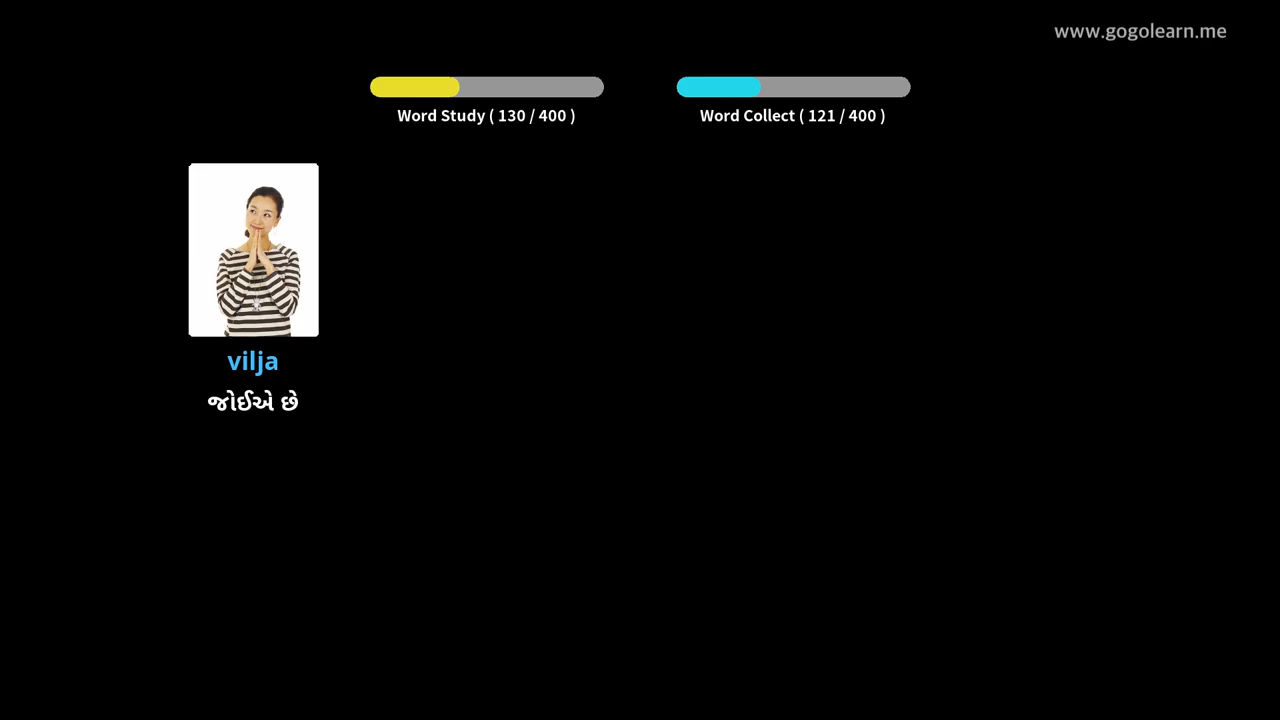 www.gogolearn.me
Word Study ( 130 / 400 )
Word Collect ( 121 / 400 )
vilja
જોઈએ છે